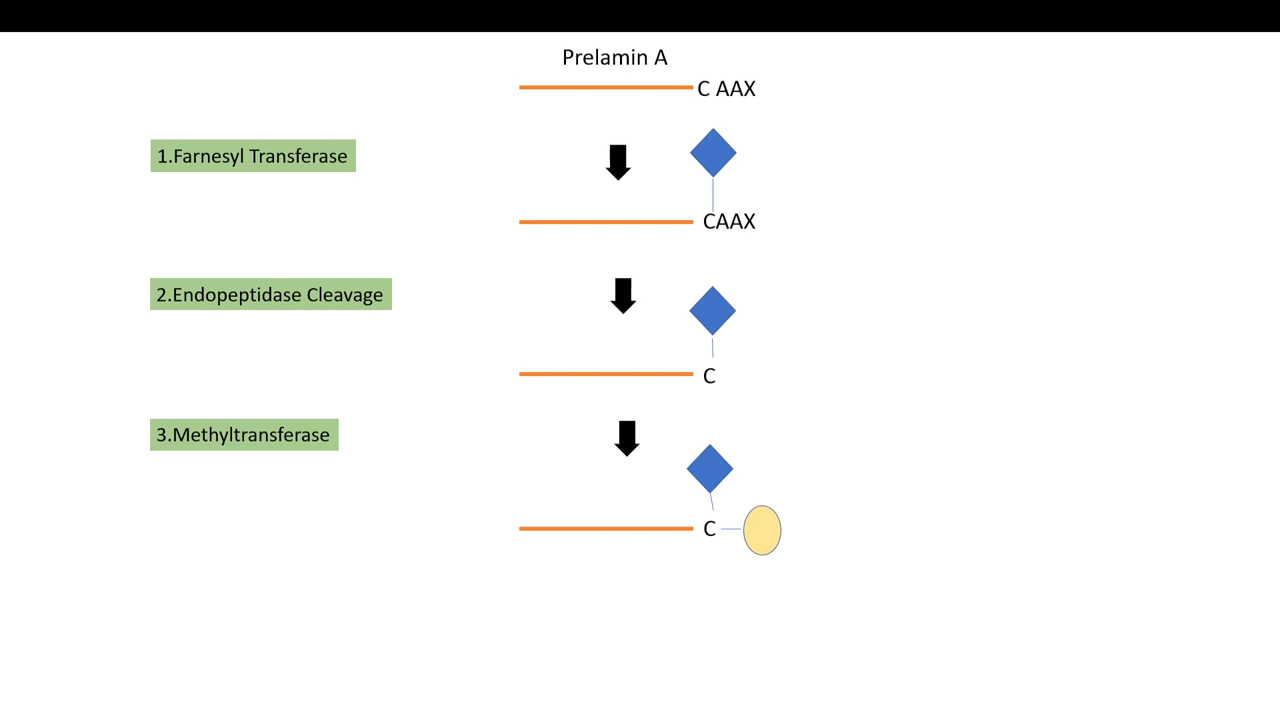 Prelamin A
C AAX
1.Farnesyl Transferase
CAAX
2.Endopeptidase Cleavage
C
3.Methyltransferase
C